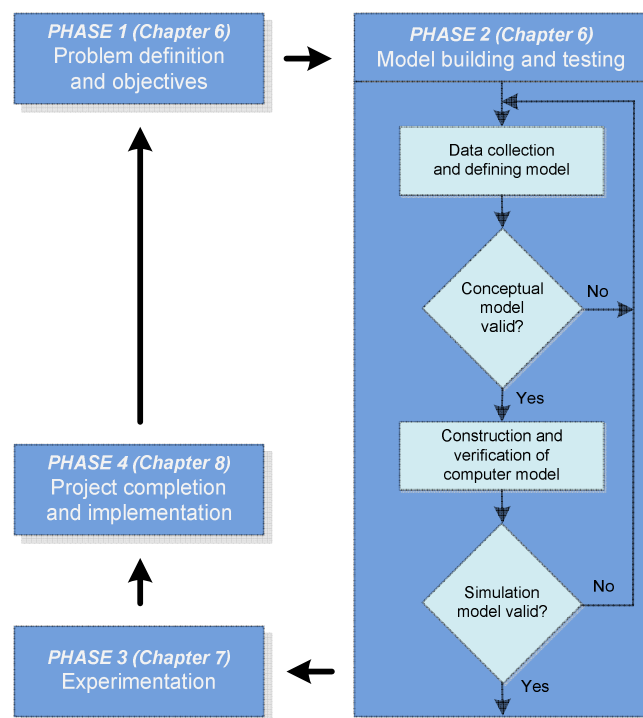 PHASE 1 (Chapter 6)
Problem definition
and objectives
PHASE 2 (Chapter 6)
Model building and testing
Data collection
and defining model
Conceptual
model
valid?
No
Yes
Construction and
verification of
computer model
Simulation
model valid?
No
Yes
PHASE 3 (Chapter 7)
Experimentation
PHASE 4 (Chapter 8)
Project completion
and implementation